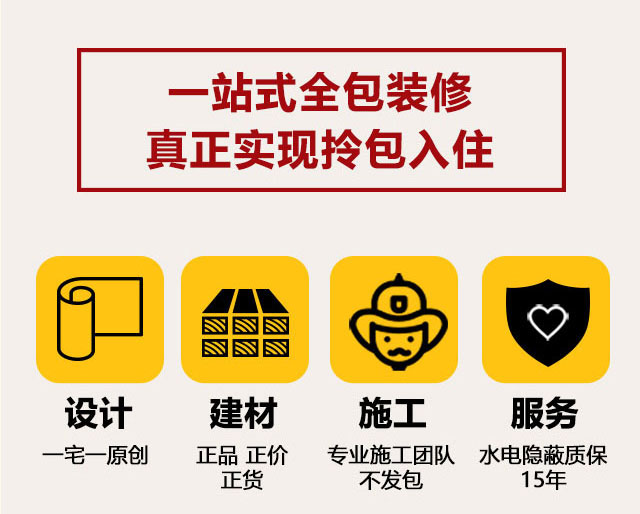 一站式全包装修
真正实现拎包入住
设计
一宅一原创
建材
正品 正价
正货
施工
专业施工团队
不发包
服务
水电隐蔽质保
15年